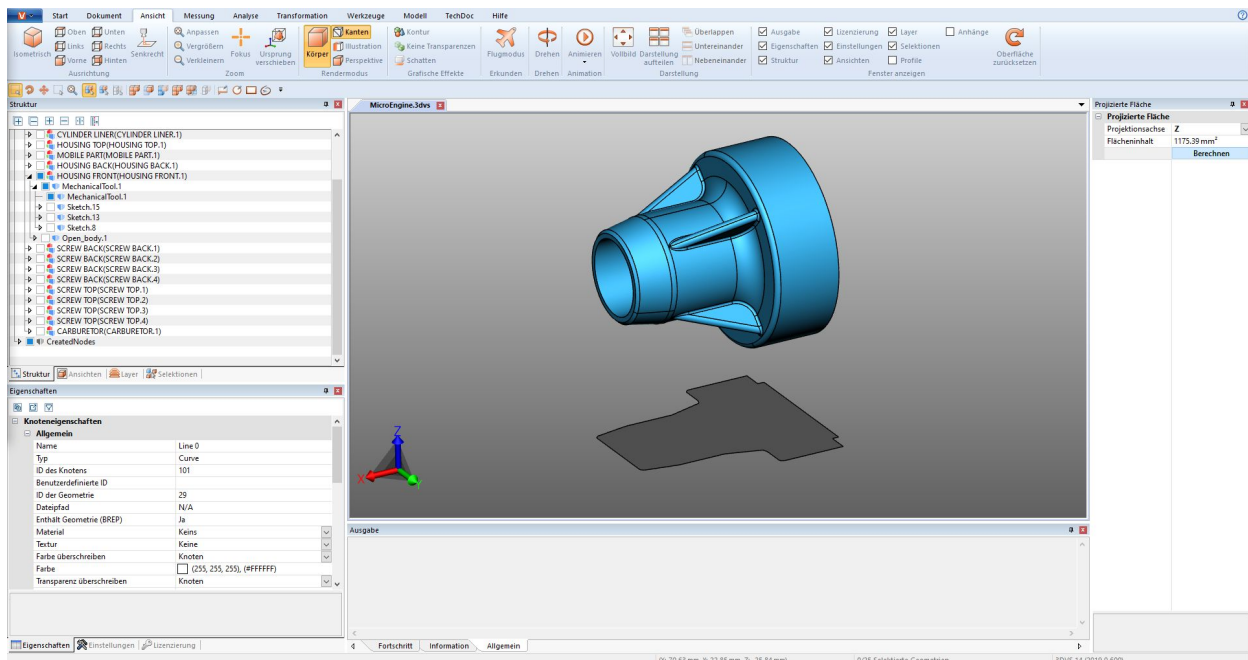 Start Dokument Ansicht Messung Analyse Transformation Werkzeuge Modell TechDoc Hilfe
Isometrisch
Oben Unten
Links Rechts
Vorne Hinten
Senkrecht
Ausrichtung
Anpassen
Vergrößern
Verkleinern
Fokus
Ursprung verschieben
Zoom
Körper
Kanten
Illustration
Perspektive
Rendermodus
Kontur
Keine Transparenzen
Schatten
Grafische Effekte
Flugmodus
Erkunden
Drehen
Drehen
Animieren
Animation
Vollbild
Darstellung aufteilen
Überlappen
Untereinander
Nebeneinander
Darstellung
Ausgabe Lizenzierung Layer Anhänge
Eigenschaften Einstellungen Selektionen
Struktur Ansichten Profile
Fenster anzeigen
Oberfläche zurücksetzen
Struktur
CYLINDER LINER(CYLINDER LINER.1)
HOUSING TOP(HOUSING TOP.1)
MOBILE PART(MOBILE PART.1)
HOUSING BACK(HOUSING BACK.1)
HOUSING FRONT(HOUSING FRONT.1)
MechanicalTool.1
MechanicalTool.1
Sketch.15
Sketch.13
Sketch.8
Open_body.1
SCREW BACK(SCREW BACK.1)
SCREW BACK(SCREW BACK.2)
SCREW BACK(SCREW BACK.3)
SCREW BACK(SCREW BACK.4)
SCREW TOP(SCREW TOP.1)
SCREW TOP(SCREW TOP.2)
SCREW TOP(SCREW TOP.3)
SCREW TOP(SCREW TOP.4)
CARBURETOR(CARBURETOR.1)
CreatedNodes
Struktur Ansichten Layer Selektionen
Eigenschaften
Knoteneigenschaften
Allgemein
Name Line 0
Typ Curve
ID des Knotens 101
Benutzerdefinierte ID
ID der Geometrie 29
Dateipfad N/A
Enthält Geometrie (BREP) Ja
Material Keins
Textur Keine
Farbe überschreiben Knoten
Farbe (255, 255, 255), (#FFFFFF)
Transparenz überschreiben Knoten
Eigenschaften Einstellungen Lizenzierung
MicroEngine.3dvs
Z
X
Y
Ausgabe
Fortschritt Information Allgemein
Projizierte Fläche
Projizierte Fläche
Projektionsachse Z
Flächeninhalt 1175.39 mm²
Berechnen